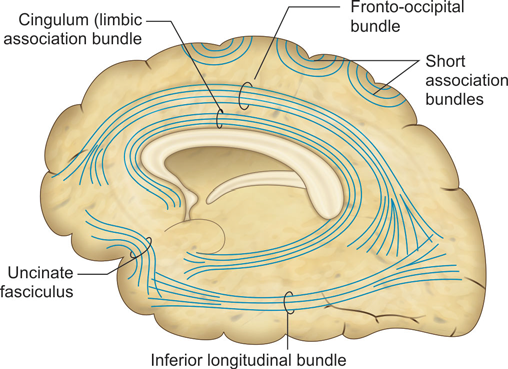 Cingulum (limbic
association bundle
Fronto-occipital
bundle
Short
association
bundles
Uncinate
fasciculus
Inferior longitudinal bundle